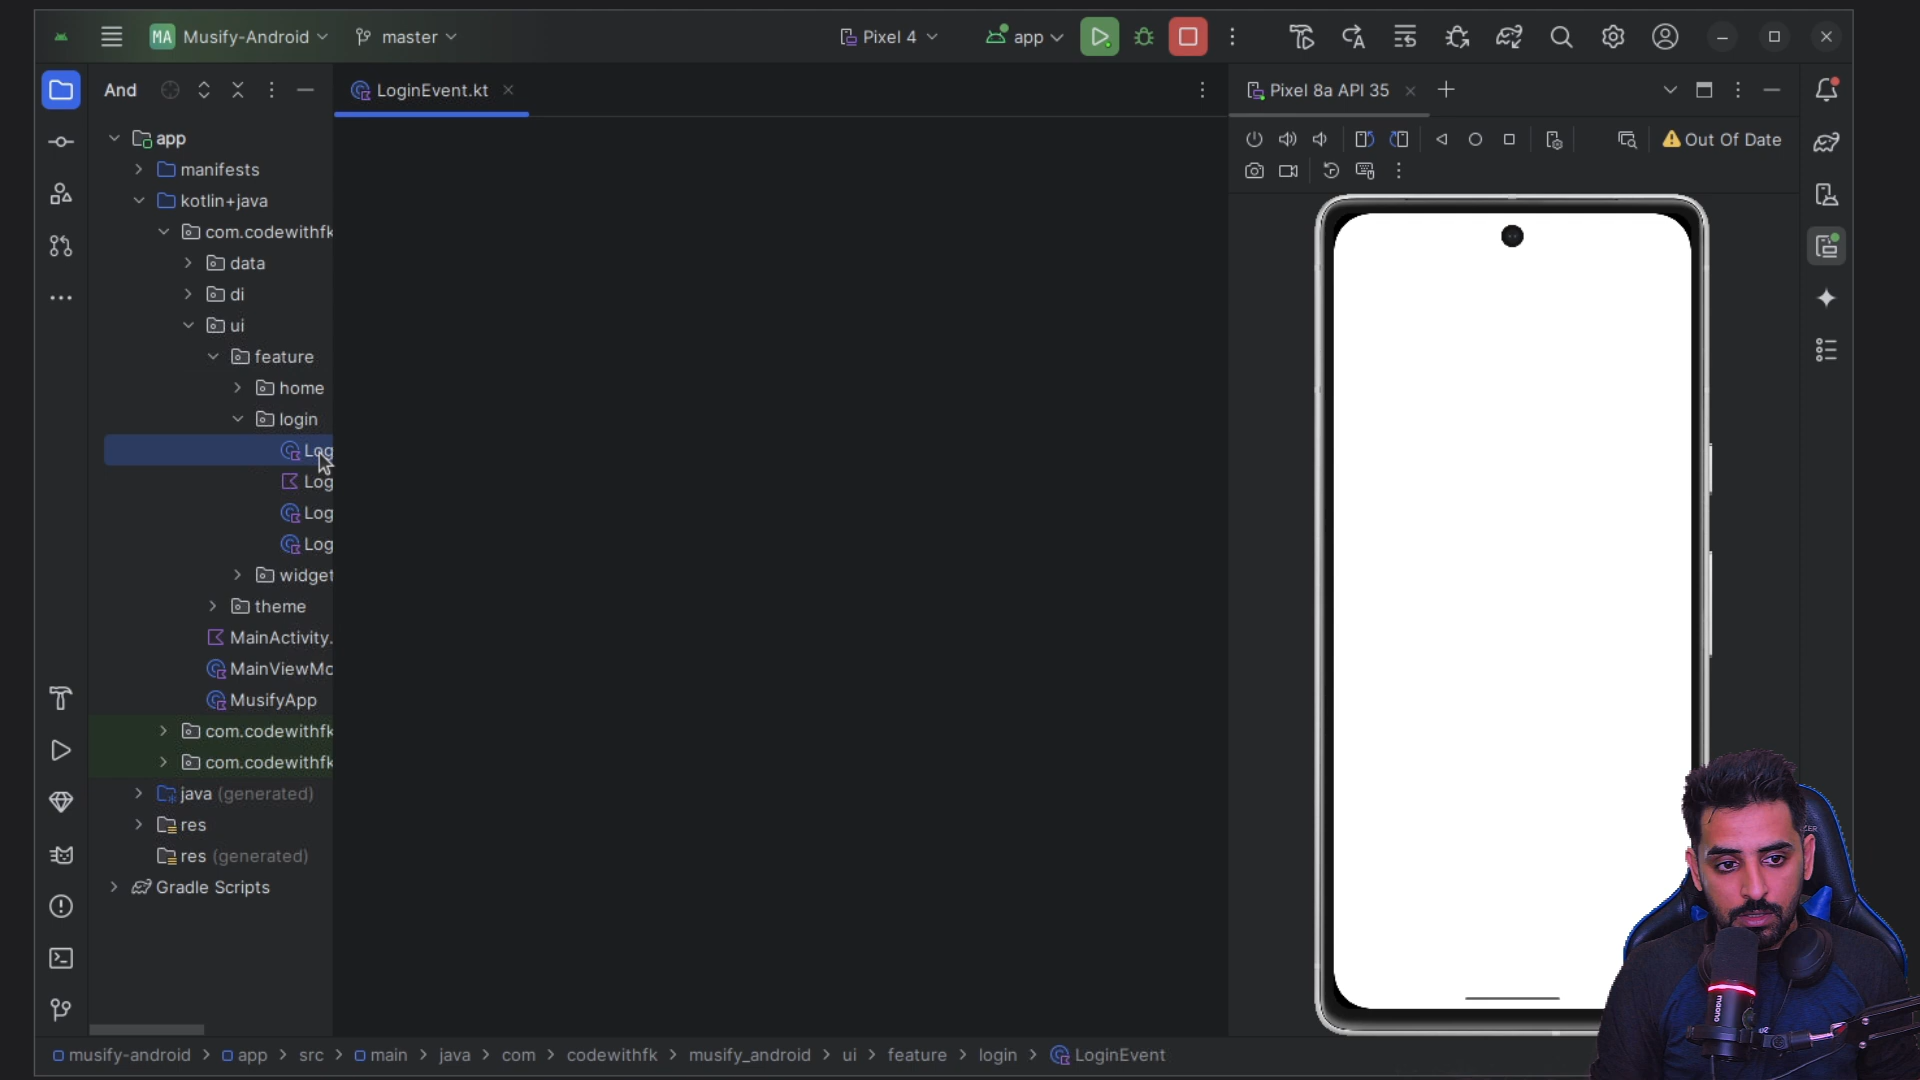 MA Musify-Android master Pixel 4 app
And LoginEvent.kt Pixel 8a API 35
Out Of Date
app
manifests
kotlin+java
com.codewithfk
data
di
ui
feature
home
login
Log
Log
Log
Log
widget
theme
MainActivity.
MainViewMo
MusifyApp
com.codewithfk
com.codewithfk
java (generated)
res
res (generated)
Gradle Scripts
musify-android > app > src > main > java > com > codewithfk > musify_android > ui > feature > login > LoginEvent
maono